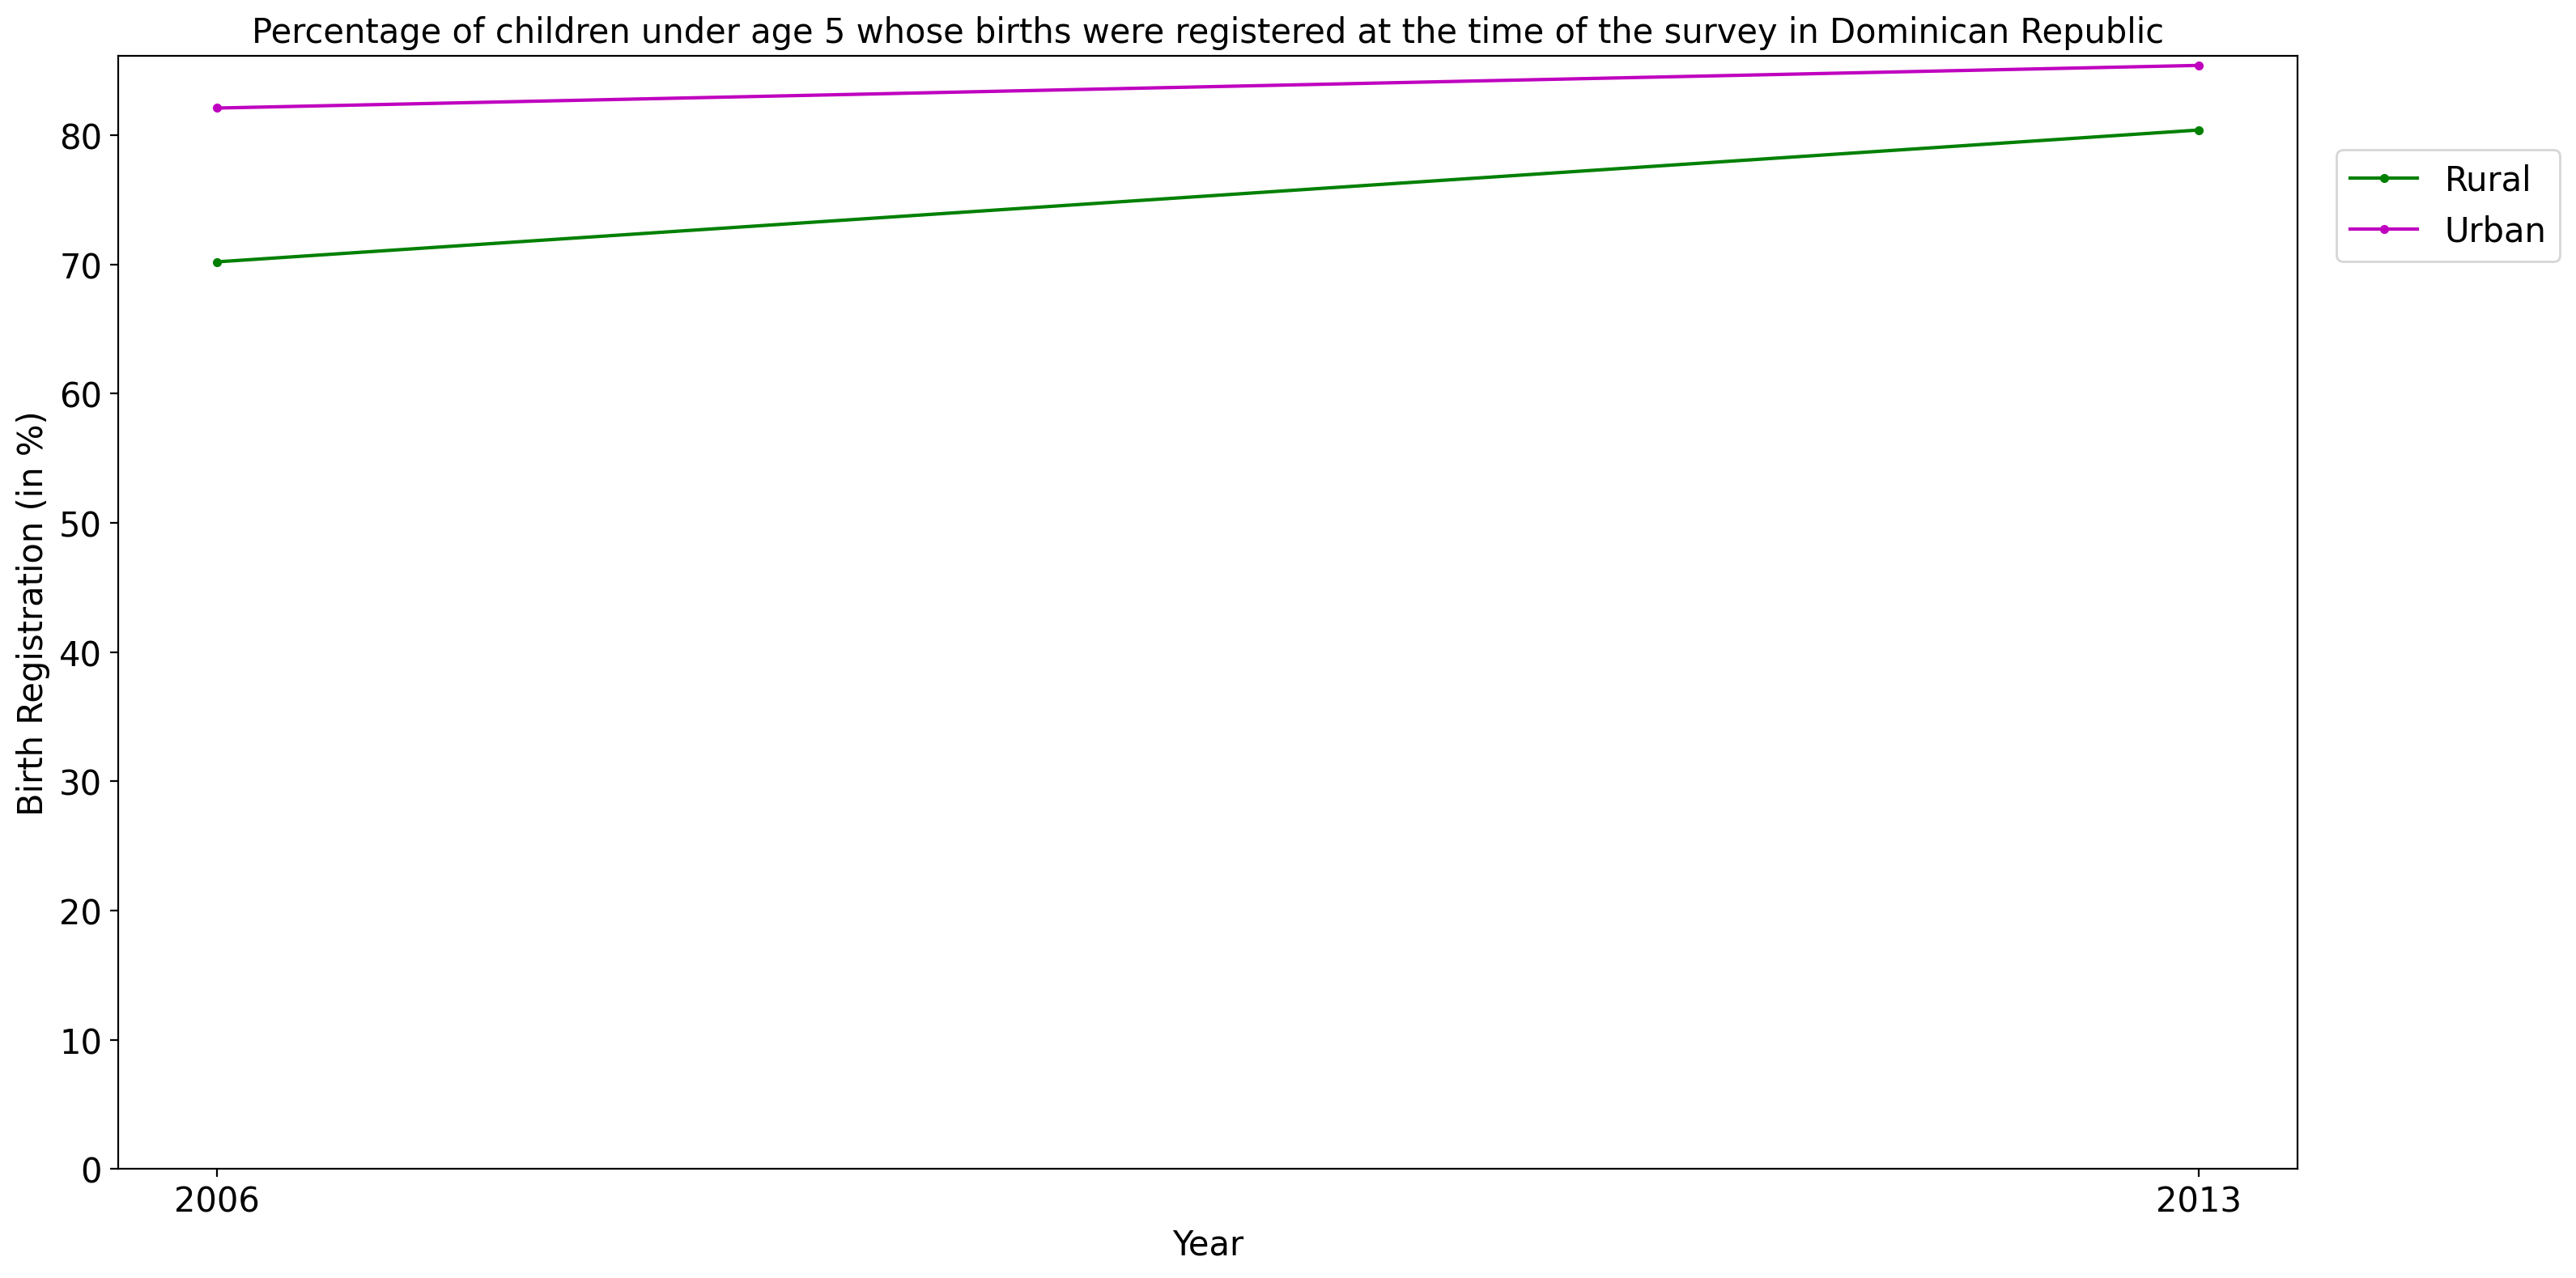 Percentage of children under age 5 whose births were registered at the time of the survey in Dominican Republic
Birth Registration (in %)
80
70
60
50
40
30
20
10
0
2006
2013
Year
Rural
Urban